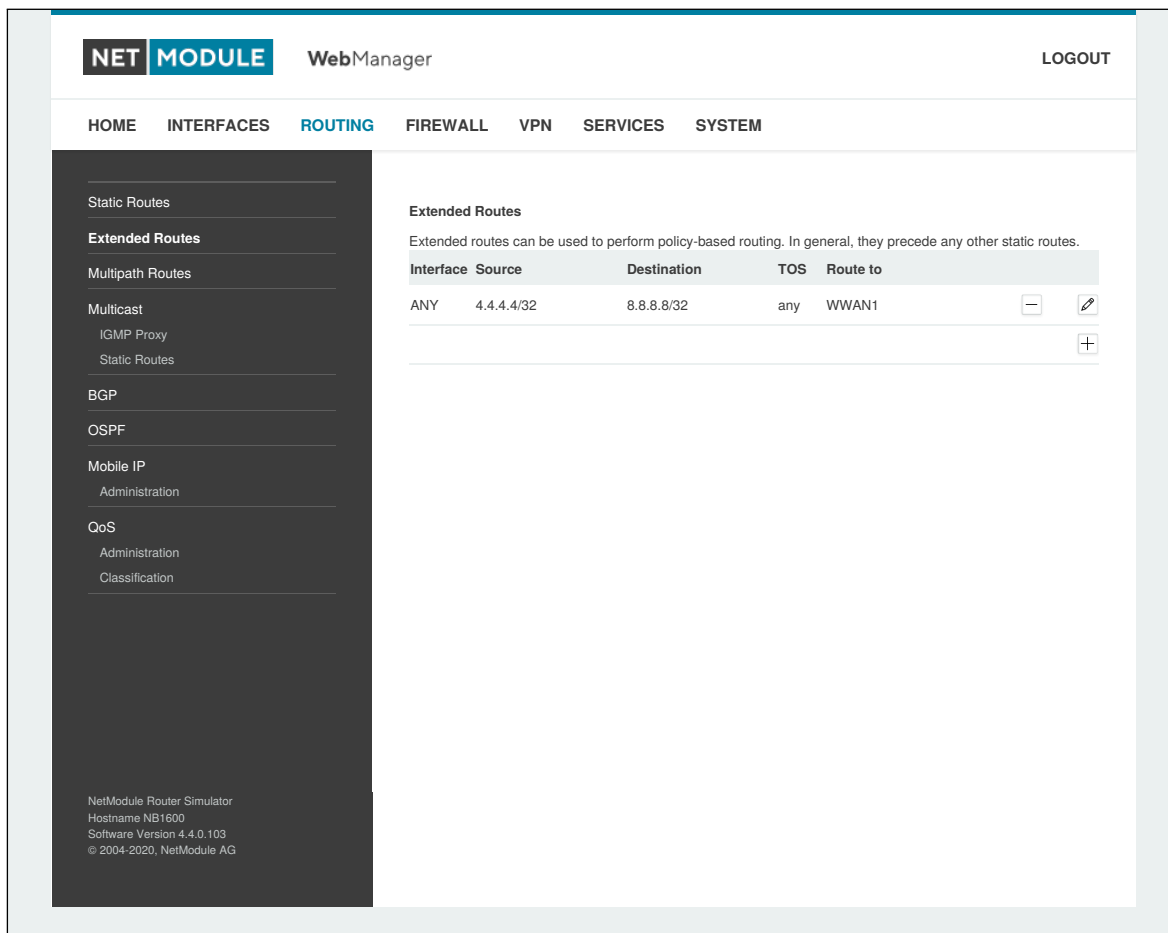 NET MODULE WebManager LOGOUT
HOME INTERFACES ROUTING FIREWALL VPN SERVICES SYSTEM
Static Routes
Extended Routes
Multipath Routes
Multicast
IGMP Proxy
Static Routes
BGP
OSPF
Mobile IP
Administration
QoS
Administration
Classification
NetModule Router Simulator
Hostname NB1600
Software Version 4.4.0.103
© 2004-2020, NetModule AG
Extended Routes
Extended routes can be used to perform policy-based routing. In general, they precede any other static routes.
Interface Source Destination TOS Route to
ANY 4.4.4.4/32 8.8.8.8/32 any WWAN1